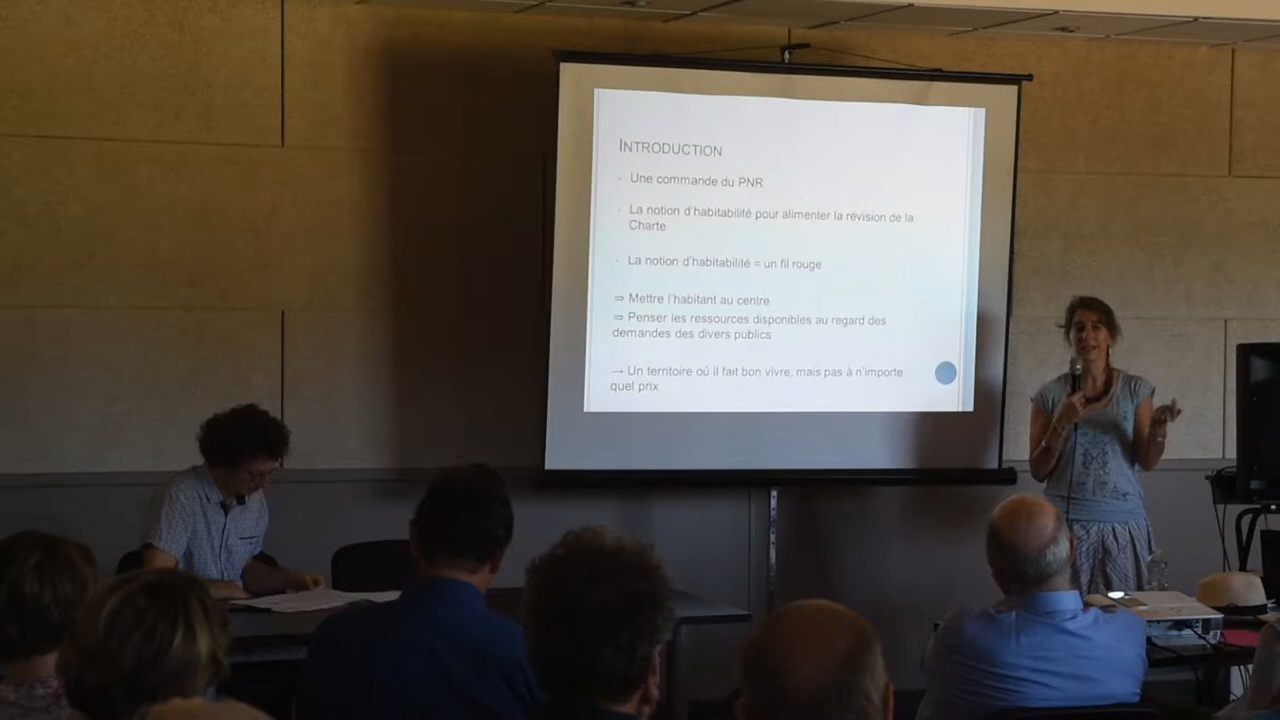 INTRODUCTION
Une commande du PNR
La notion d'habitabilité pour alimenter la révision de la
Charte
La notion d'habitabilité = un fil rouge
⇒ Mettre l'habitant au centre
⇒ Penser les ressources disponibles au regard des
demandes des divers publics
→ Un territoire où il fait bon vivre, mais pas à n'importe
quel prix